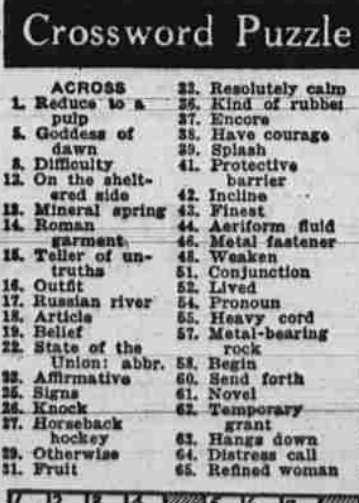 Crossword Puzzle
ACROSS
1. Reduce to a
pulp
5. Goddess of
dawn
8. Difficulty
12. On the shelt-
ered side
13. Mineral spring
14. Roman
garment
15. Teller of un-
truths
16. Outfit
17. Russian river
18. Article
19. Belief
22. State of the
Union: abbr.
23. Affirmative
25. Signs
26. Knock
27. Horseback
hockey
29. Otherwise
31. Fruit
33. Resolutely calm
36. Kind of rubber
37. Encore
38. Have courage
39. Splash
41. Protective
barrier
42. Incline
43. Finest
44. Aeriform fluid
46. Metal fastener
48. Weaken
51. Conjunction
52. Lived
54. Pronoun
55. Heavy cord
57. Metal-bearing
rock
58. Begin
60. Send forth
61. Novel
62. Temporary
grant
63. Hangs down
64. Distress call
65. Refined woman